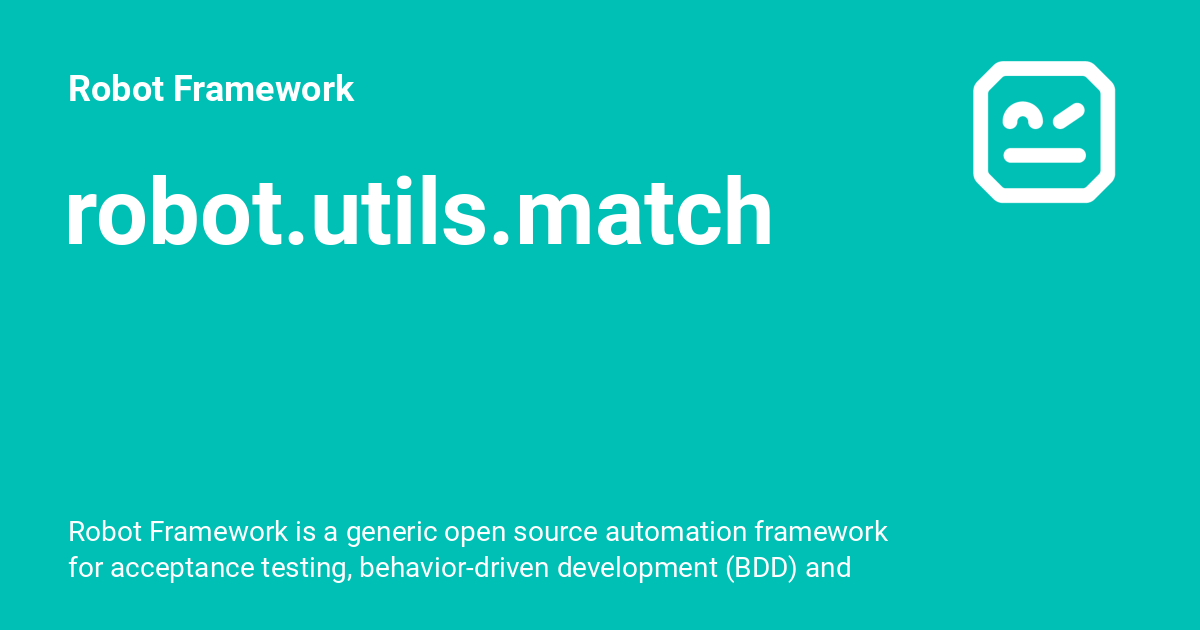 Robot Framework
robot.utils.match
Robot Framework is a generic open source automation framework
for acceptance testing, behavior-driven development (BDD) and